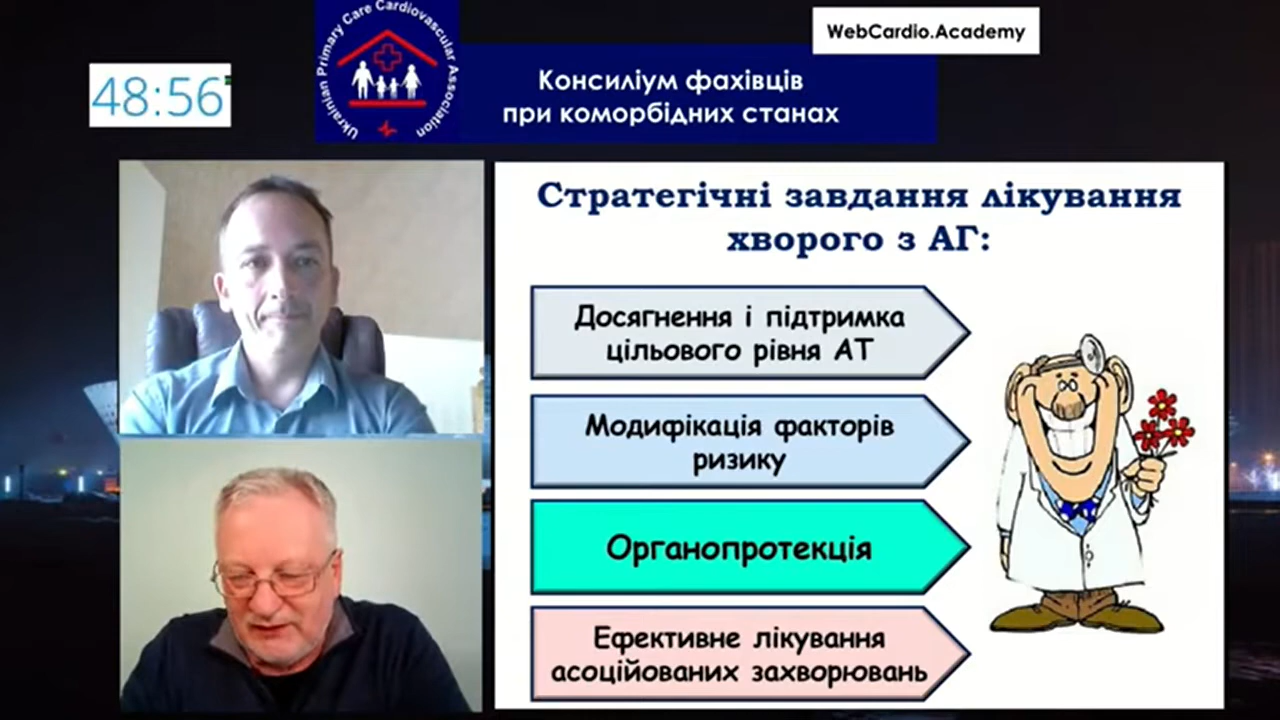 WebCardio.Academy
48:56
Ukrainian Primary Care Cardiovascular Association
Консиліум фахівців
при коморбідних станах
Стратегічні завдання лікування
хворого з АГ:
Досягнення і підтримка
цільового рівня АТ
Модифікація факторів
ризику
Органопротекція
Ефективне лікування
асоційованих захворювань